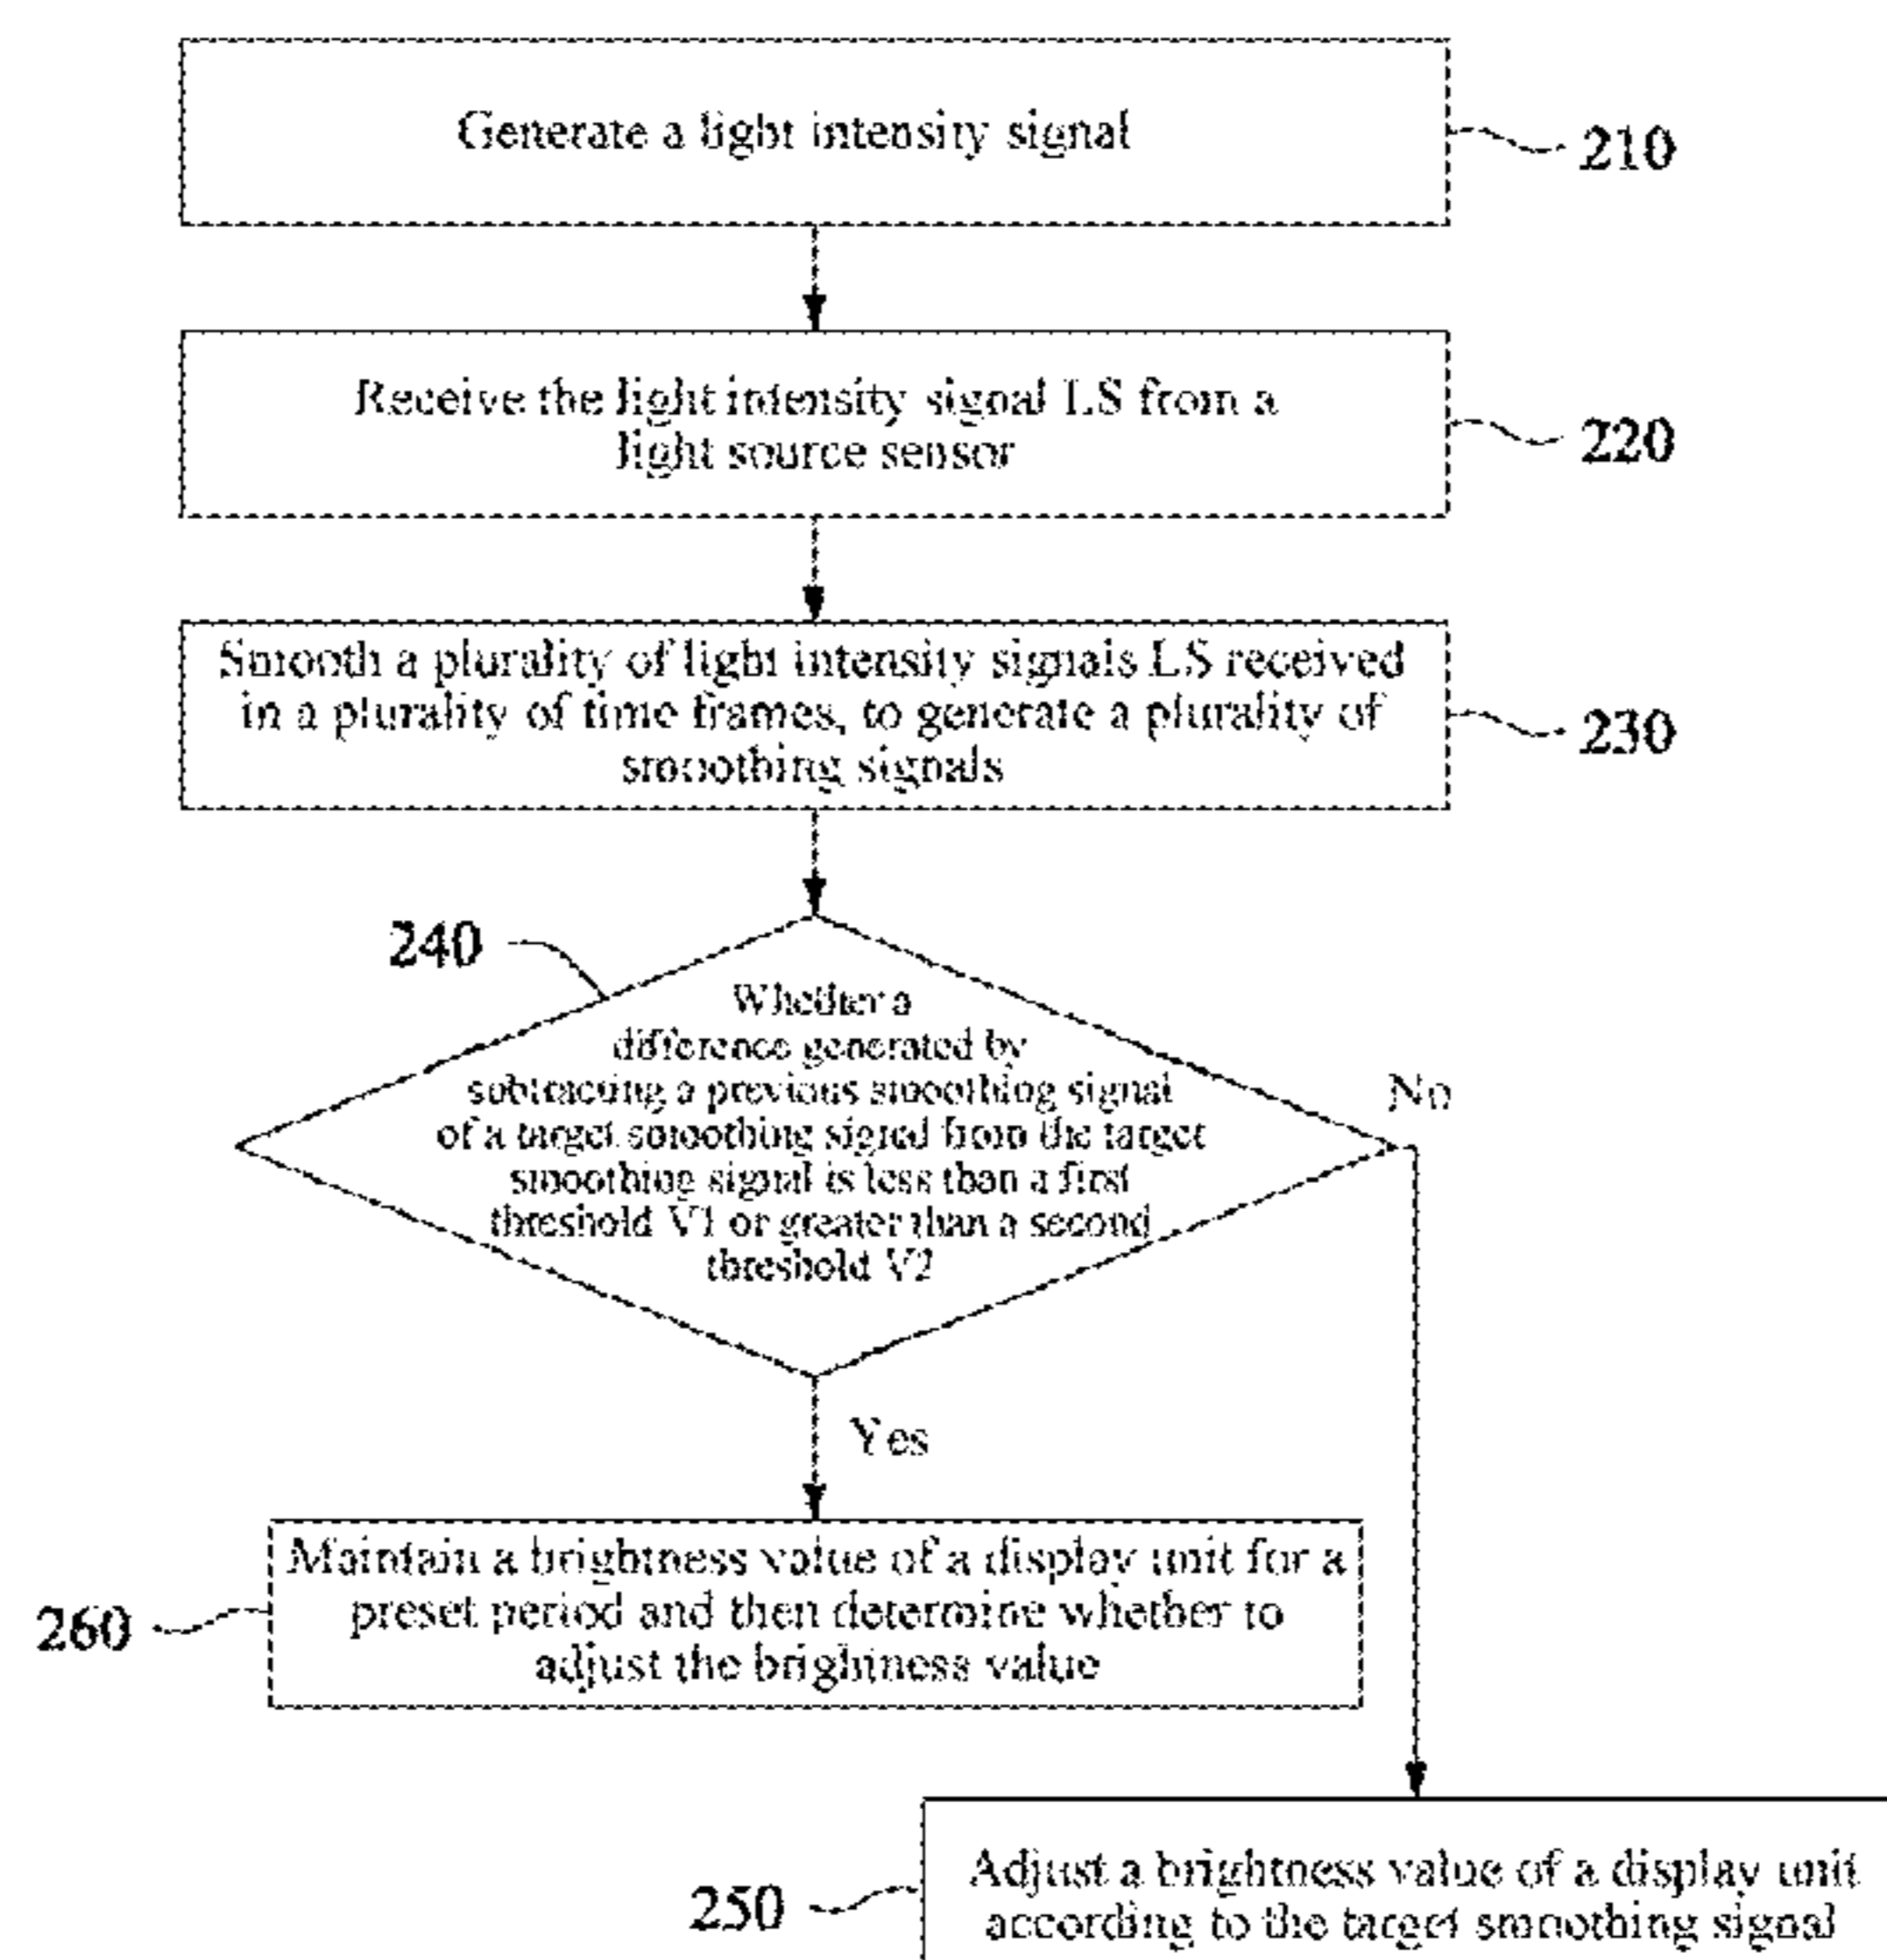 Generate a light intensity signal
210
Receive the light intensity signal LS from a
light source sensor
220
Smooth a plurality of light intensity signals LS received
in a plurality of time frames, to generate a plurality of
smoothing signals
230
240
Whether a
difference generated by
subtracting a previous smoothing signal
of a target smoothing signal from the target
smoothing signal is less than a first
threshold V1 or greater than a second
threshold V2
No
Yes
Maintain a brightness value of a display unit for a
preset period and then determine whether to
adjust the brightness value
260
Adjust a brightness value of a display unit
according to the target smoothing signal
250